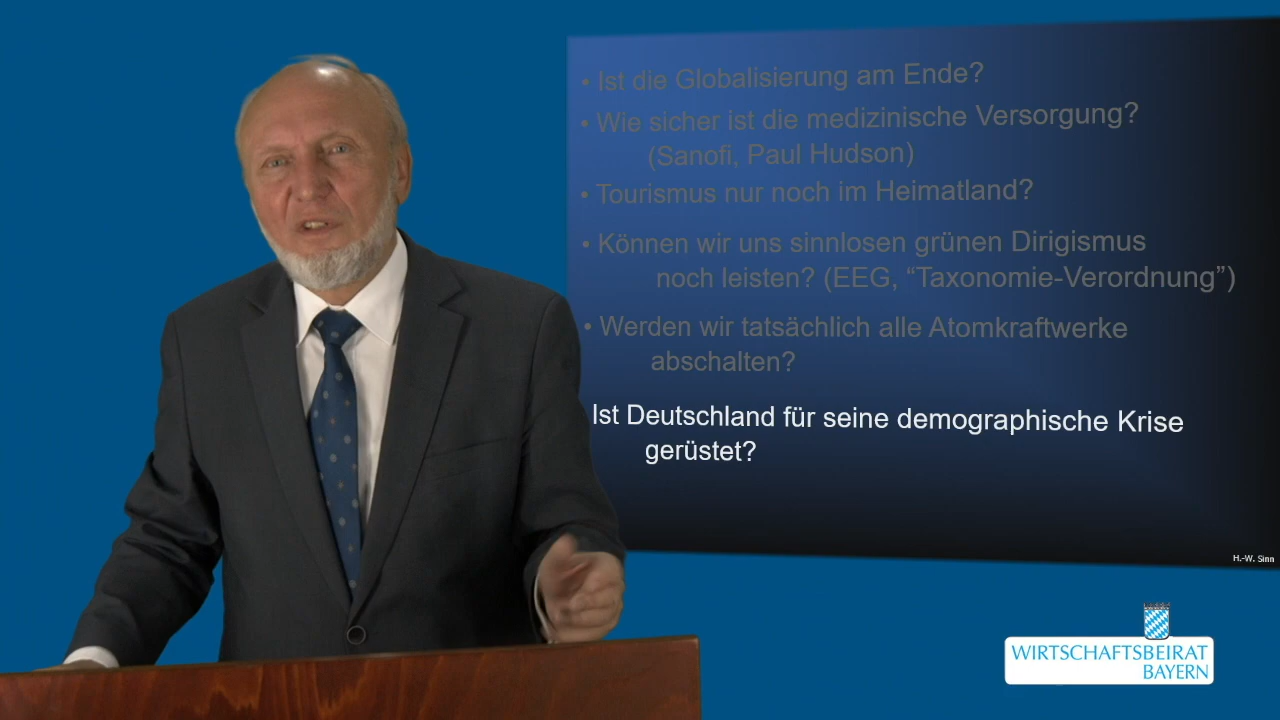 • Ist die Globalisierung am Ende?
• Wie sicher ist die medizinische Versorgung?
(Sanofi, Paul Hudson)
• Tourismus nur noch im Heimatland?
• Können wir uns sinnlosen grünen Dirigismus
noch leisten? (EEG, “Taxonomie-Verordnung”)
• Werden wir tatsächlich alle Atomkraftwerke
abschalten?
Ist Deutschland für seine demographische Krise
gerüstet?
H.-W. Sinn
WIRTSCHAFTSBEIRAT
BAYERN